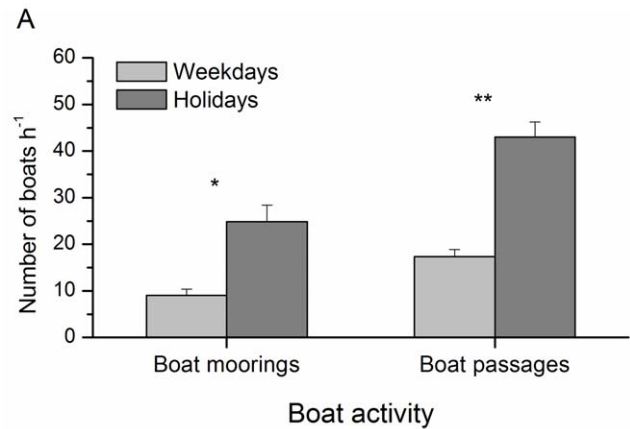 A
60
50
40
30
20
10
0
Number of boats h⁻¹
Weekdays
Holidays
*
**
Boat moorings
Boat passages
Boat activity